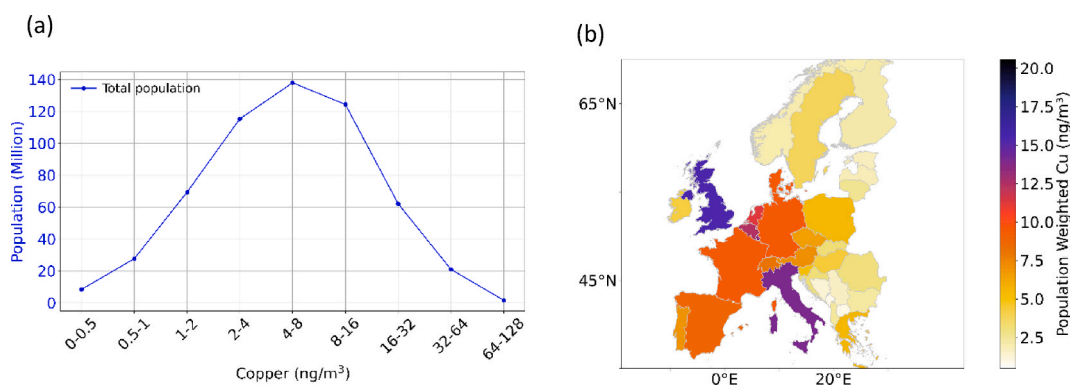 (a)
140
120
100
80
60
40
20
0
Population (Million)
Total population
0-0.5
0.5-1
1-2
2-4
4-8
8-16
16-32
32-64
64-128
Copper (ng/m³)
(b)
65°N
45°N
0°E
20°E
20.0
17.5
15.0
12.5
10.0
7.5
5.0
2.5
0.0
Population Weighted Cu (ng/m³)